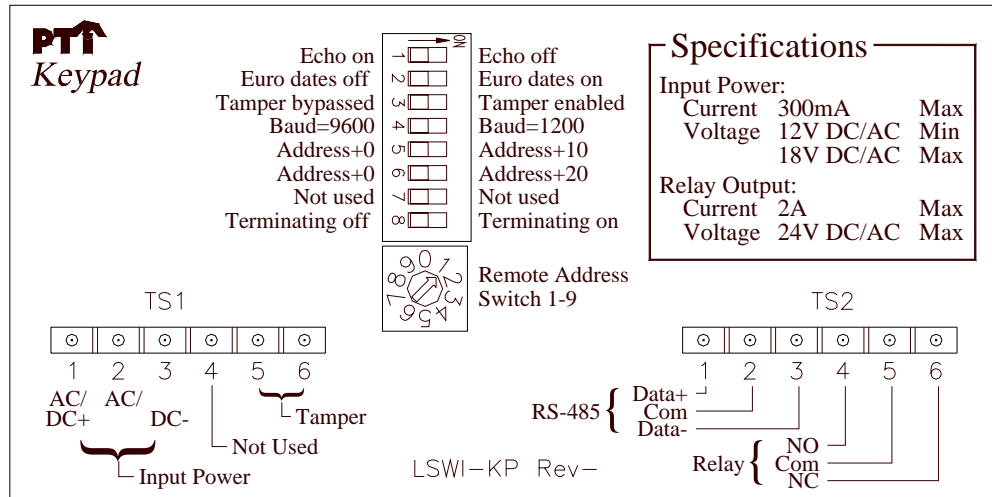 PTI
Keypad
ON
Echo on 1 Echo off
Euro dates off 2 Euro dates on
Tamper bypassed 3 Tamper enabled
Baud=9600 4 Baud=1200
Address+0 5 Address+10
Address+0 6 Address+20
Not used 7 Not used
Terminating off 8 Terminating on
0 1 2 3 4 5 6 7 8 9
Remote Address
Switch 1-9
Specifications
Input Power:
Current 300mA Max
Voltage 12V DC/AC Min
18V DC/AC Max
Relay Output:
Current 2A Max
Voltage 24V DC/AC Max
TS1
1 2 3 4 5 6
AC/ AC/
DC+ DC-
Tamper
Not Used
Input Power
LSWI-KP Rev-
TS2
1 2 3 4 5 6
RS-485
Data+
Com
Data-
Relay
NO
Com
NC